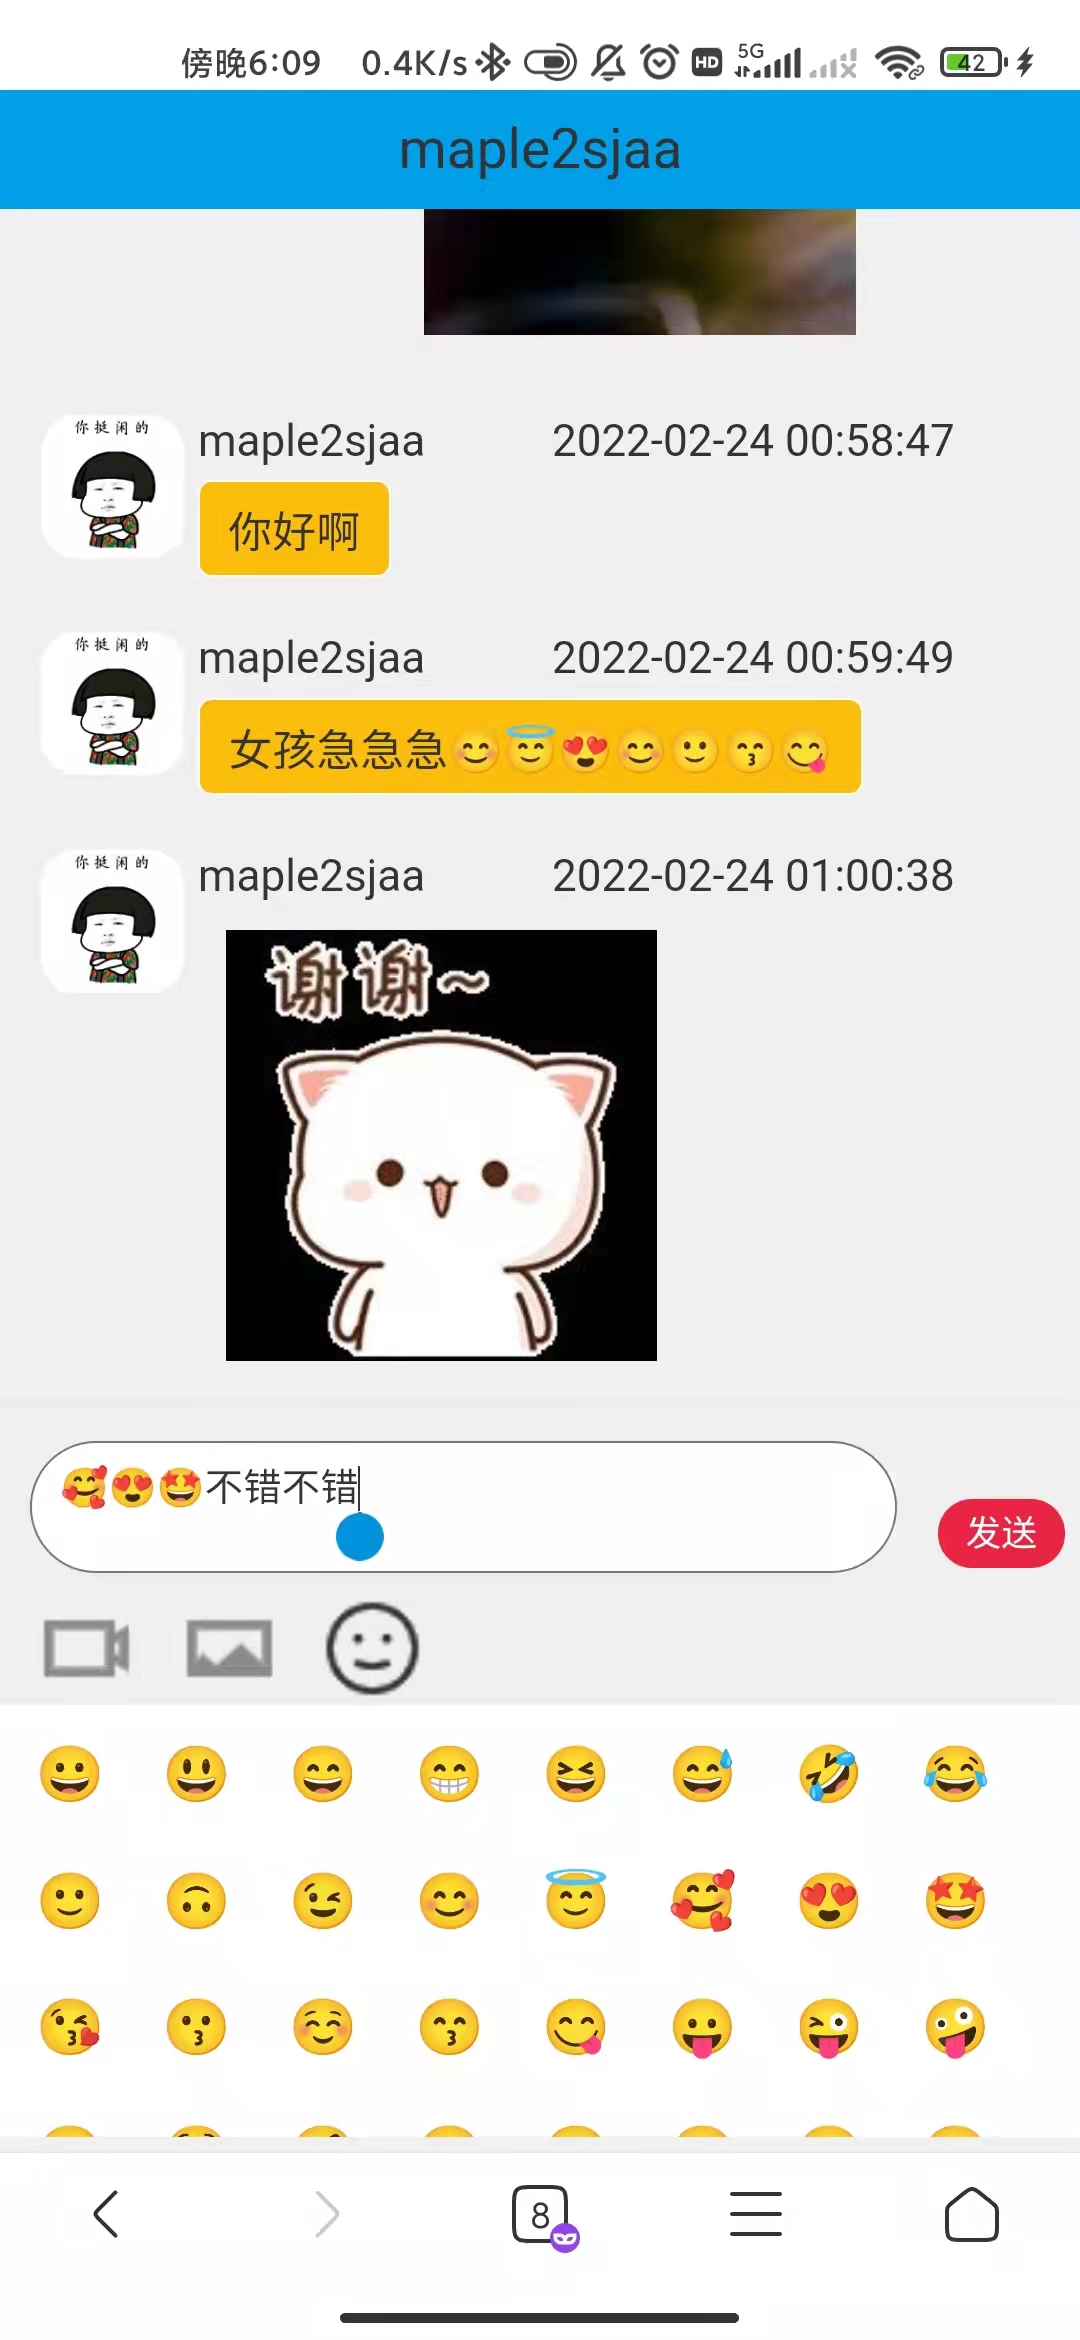 傍晚6:09 0.4K/s HD 5G 42
maple2sjaa
你挺闲的
maple2sjaa 2022-02-24 00:58:47
你好啊
你挺闲的
maple2sjaa 2022-02-24 00:59:49
女孩急急急😊😇😍😊🙂😙😋
你挺闲的
maple2sjaa 2022-02-24 01:00:38
谢谢~
🥰😍🤩不错不错
发送
8